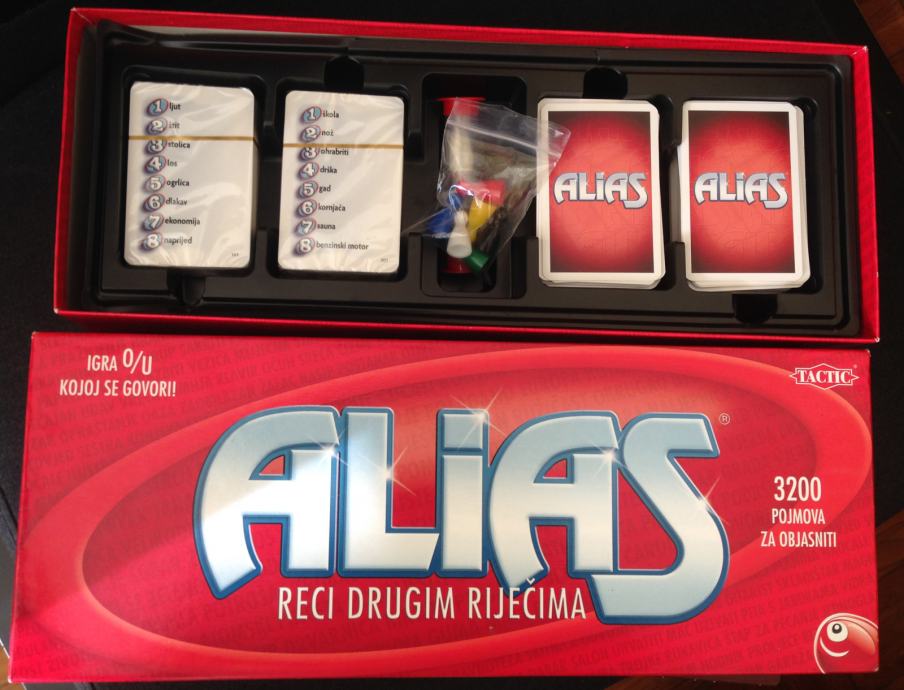 1 ljut
2 štit
3 stolica
4 los
5 ogrlica
6 dlakav
7 ekonomija
8 naprijed
1 škola
2 nož
3 ohrabriti
4 drška
5 gad
6 kornjača
7 sauna
8 benzinski motor
ALiAS
ALiAS
IGRA O/U
KOJOJ SE GOVORI!
TACTIC
ALiAS®
3200
POJMOVA
ZA OBJASNITI
RECI DRUGIM RIJEČIMA